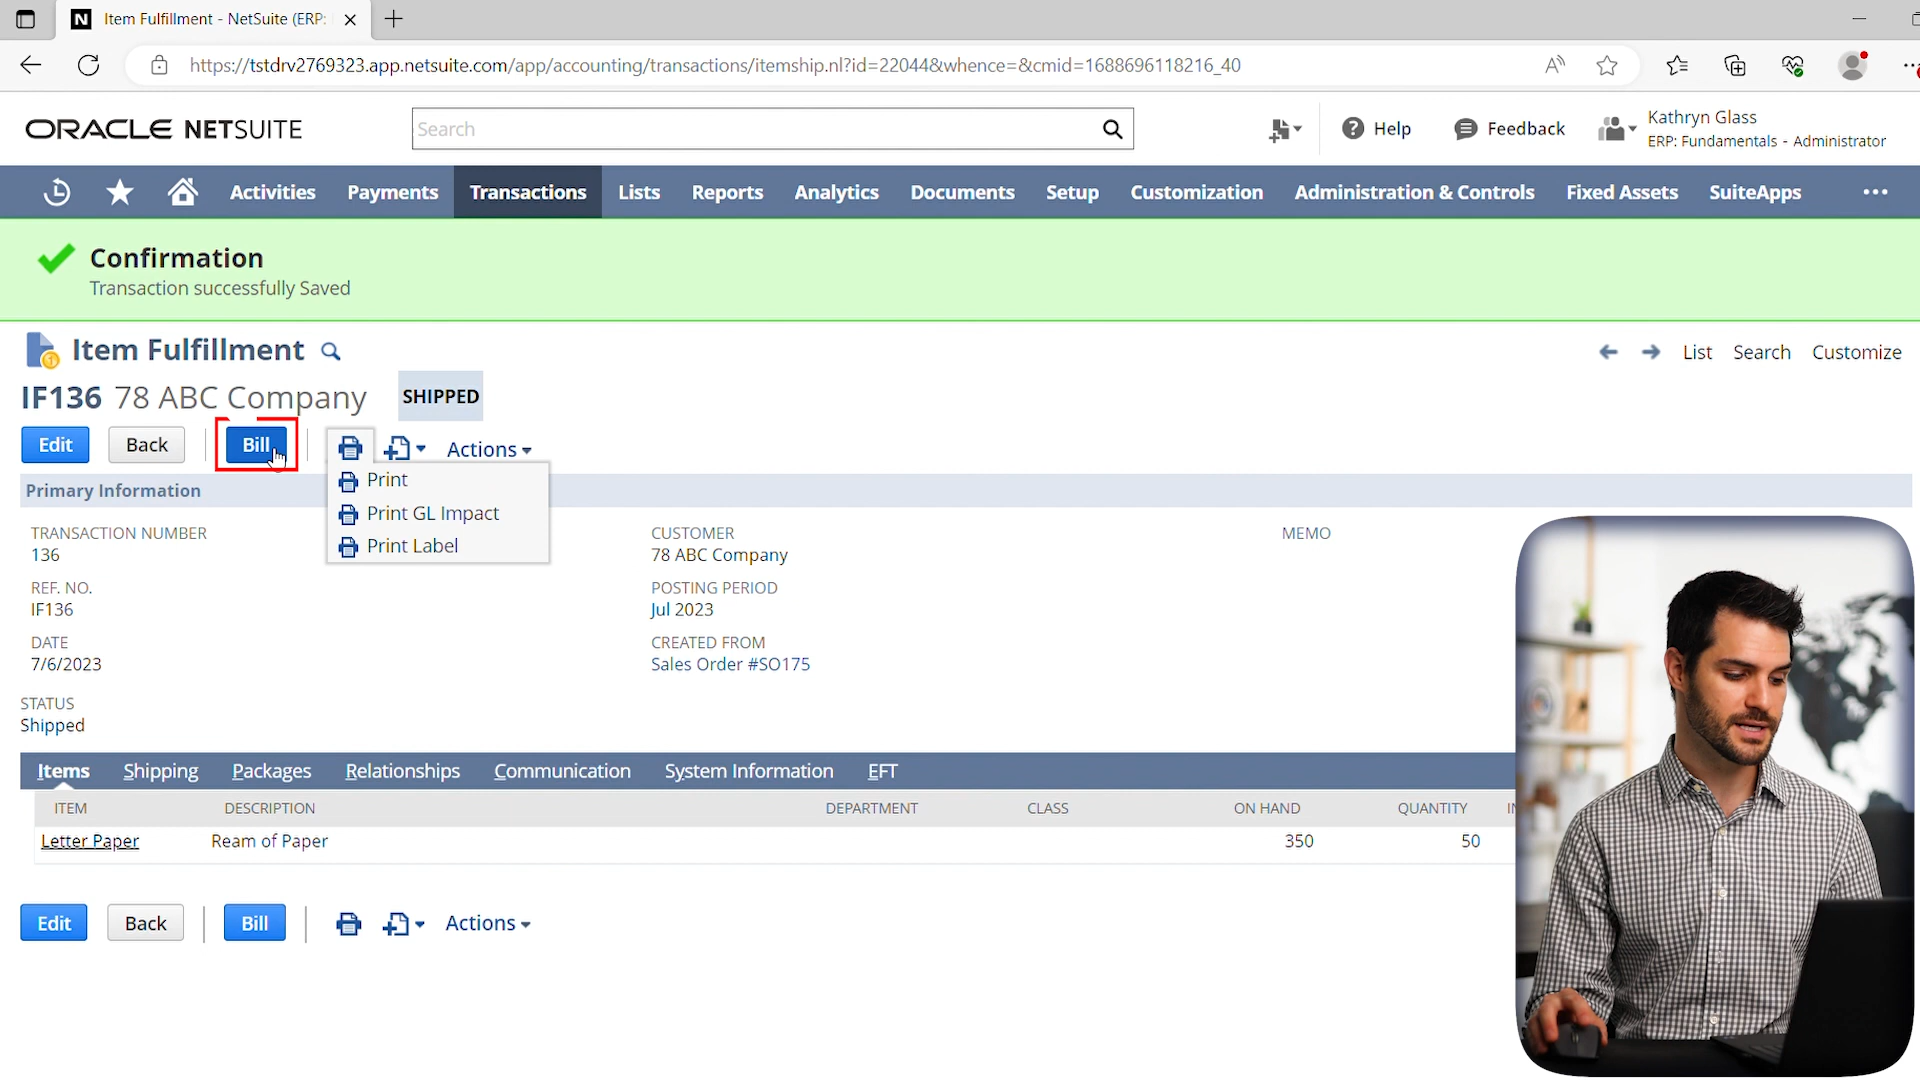 Item Fulfillment - NetSuite (ERP:
https://tstdrv2769323.app.netsuite.com/app/accounting/transactions/itemship.nl?id=22044&whence=&cmid=1688696118216_40
ORACLE NETSUITE
Search
Help
Feedback
Kathryn Glass
ERP: Fundamentals - Administrator
Activities Payments Transactions Lists Reports Analytics Documents Setup Customization Administration & Controls Fixed Assets SuiteApps
Confirmation
Transaction successfully Saved
Item Fulfillment
List Search Customize
IF136 78 ABC Company SHIPPED
Edit Back Bill Actions
Print
Print GL Impact
Print Label
Primary Information
TRANSACTION NUMBER
136
REF. NO.
IF136
DATE
7/6/2023
STATUS
Shipped
CUSTOMER
78 ABC Company
POSTING PERIOD
Jul 2023
CREATED FROM
Sales Order #SO175
MEMO
Items Shipping Packages Relationships Communication System Information EFT
ITEM DESCRIPTION DEPARTMENT CLASS ON HAND QUANTITY
Letter Paper Ream of Paper 350 50
Edit Back Bill Actions